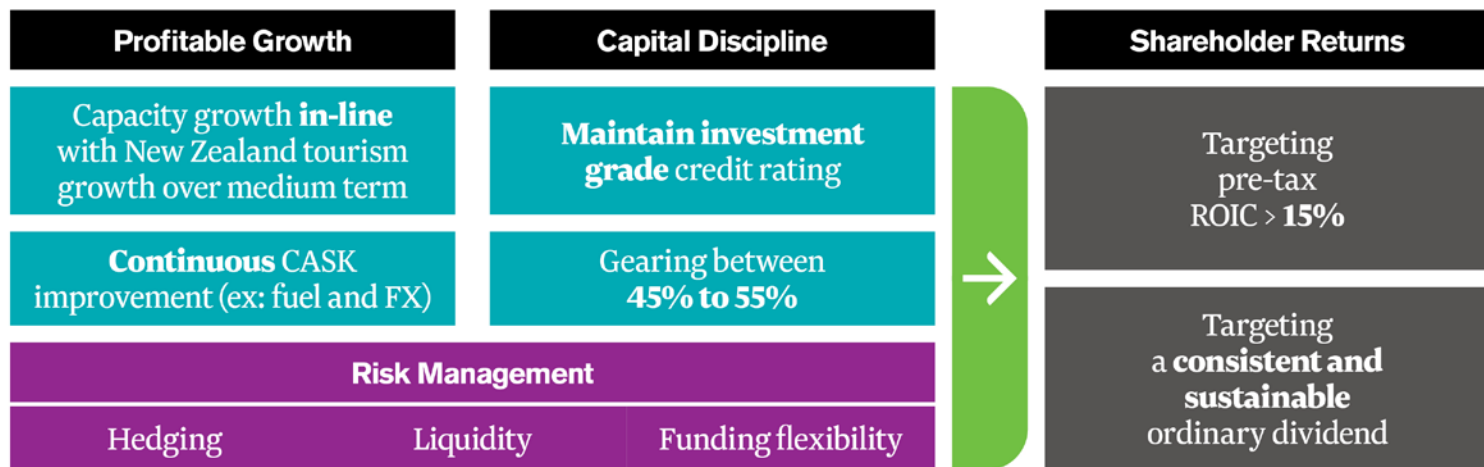 Profitable Growth
Capacity growth in-line
with New Zealand tourism
growth over medium term
Continuous CASK
improvement (ex: fuel and FX)
Capital Discipline
Maintain investment
grade credit rating
Gearing between
45% to 55%
Risk Management
Hedging
Liquidity
Funding flexibility
Shareholder Returns
Targeting
pre-tax
ROIC > 15%
Targeting
a consistent and
sustainable
ordinary dividend